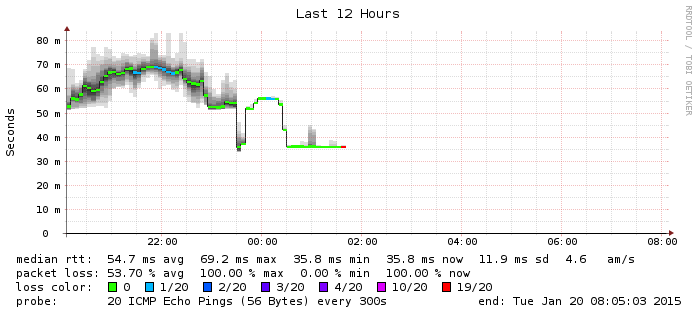 Last 12 Hours
RRDTOOL / TOBI OETIKER
Seconds
80 m
70 m
60 m
50 m
40 m
30 m
20 m
10 m
0
22:00 00:00 02:00 04:00 06:00 08:00
median rtt: 54.7 ms avg 69.2 ms max 35.8 ms min 35.8 ms now 11.9 ms sd 4.6 am/s
packet loss: 53.70 % avg 100.00 % max 0.00 % min 100.00 % now
loss color: 0 1/20 2/20 3/20 4/20 10/20 19/20
probe: 20 ICMP Echo Pings (56 Bytes) every 300s end: Tue Jan 20 08:05:03 2015